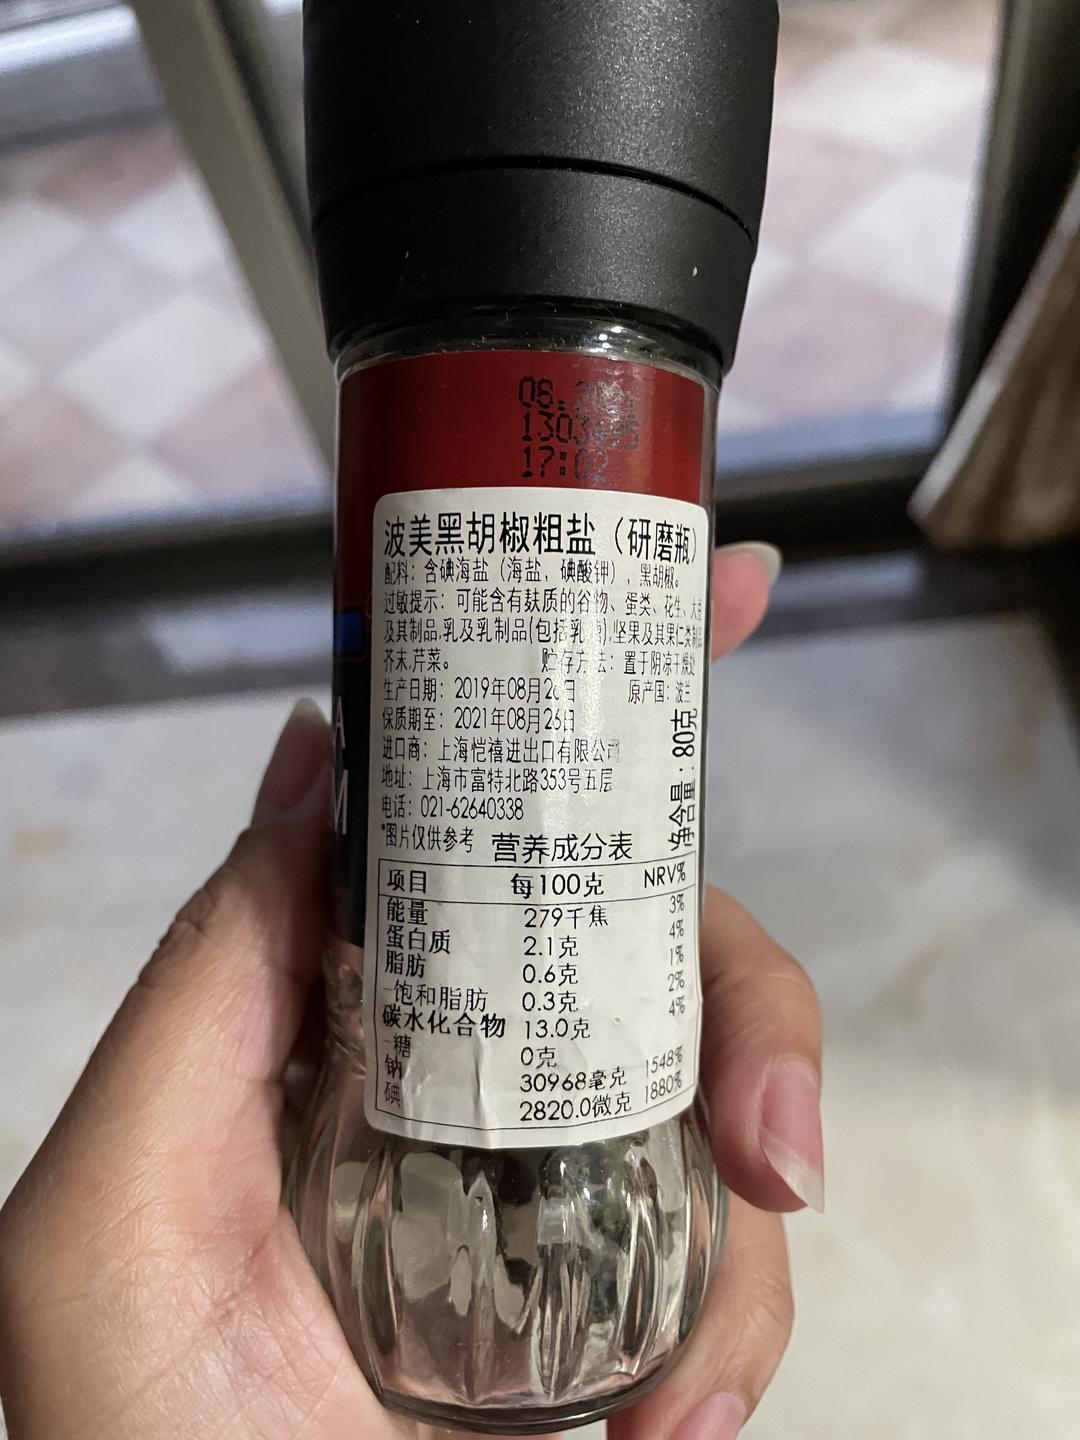 08.
17:02
波美黑胡椒粗盐（研磨瓶）
配料：含碘海盐（海盐，碘酸钾），黑胡椒。
过敏提示：可能含有麸质的谷物、蛋类、花生、大豆
及其制品,乳及乳制品(包括乳糖),坚果及其果仁类制品
芥末,芹菜。 贮存方法：置于阴凉干燥处
生产日期：2019年08月26日 原产国：波兰
保质期至：2021年08月26日
进口商：上海恺禧进出口有限公司
地址：上海市富特北路353号五层
电话：021-62640338
*图片仅供参考
净含量：80克
营养成分表
项目 每100克 NRV%
能量 279千焦 3%
蛋白质 2.1克 4%
脂肪 0.6克 1%
-饱和脂肪 0.3克 2%
碳水化合物 13.0克 4%
-糖 0克
钠 30968毫克 1548%
碘 2820.0微克 1880%
A
M